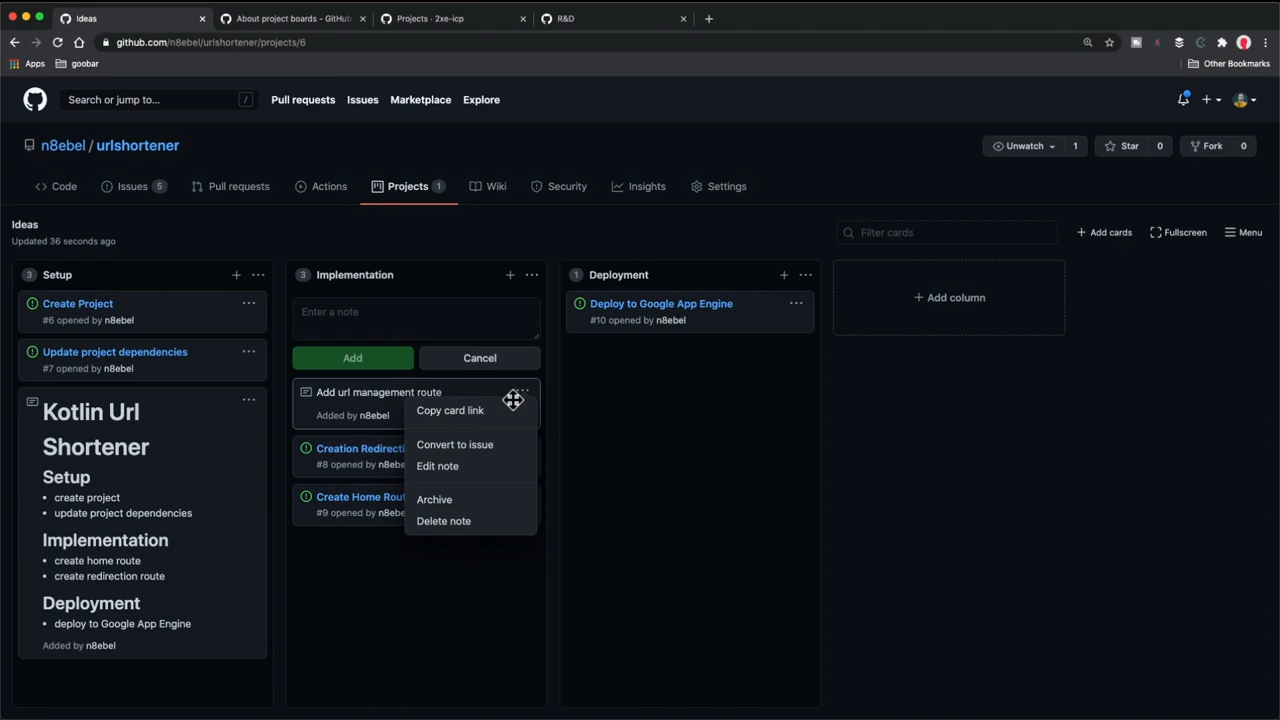 Ideas
About project boards - GitHub
Projects · 2xe-icp
R&D
github.com/n8ebel/urlshortener/projects/6
Apps
goobar
Other Bookmarks
Search or jump to...
/
Pull requests
Issues
Marketplace
Explore
n8ebel / urlshortener
Unwatch
1
Star
0
Fork
0
Code
Issues
5
Pull requests
Actions
Projects
1
Wiki
Security
Insights
Settings
Ideas
Updated 36 seconds ago
Filter cards
Add cards
Fullscreen
Menu
3
Setup
Create Project
#6 opened by n8ebel
Update project dependencies
#7 opened by n8ebel
Kotlin Url
Shortener
Setup
• create project
• update project dependencies
Implementation
• create home route
• create redirection route
Deployment
• deploy to Google App Engine
Added by n8ebel
3
Implementation
Enter a note
Add
Cancel
Add url management route
Added by n8ebel
Creation Redirecti
#8 opened by n8ebe
Create Home Rout
#9 opened by n8ebe
Copy card link
Convert to issue
Edit note
Archive
Delete note
1
Deployment
Deploy to Google App Engine
#10 opened by n8ebel
+ Add column